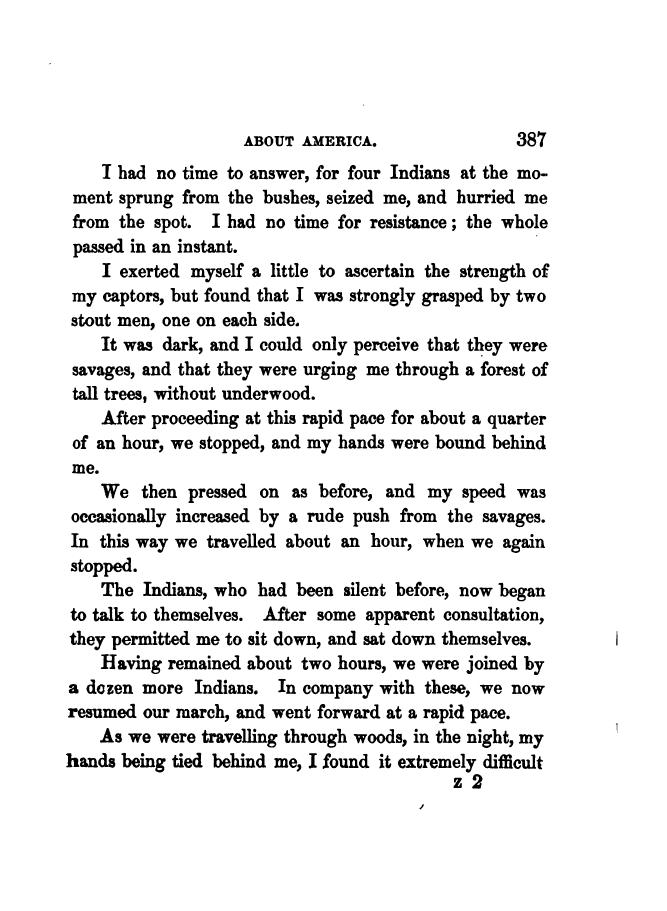 ABOUT AMERICA. 387
I had no time to answer, for four Indians at the mo-
ment sprung from the bushes, seized me, and hurried me
from the spot. I had no time for resistance; the whole
passed in an instant.
I exerted myself a little to ascertain the strength of
my captors, but found that I was strongly grasped by two
stout men, one on each side.
It was dark, and I could only perceive that they were
savages, and that they were urging me through a forest of
tall trees, without underwood.
After proceeding at this rapid pace for about a quarter
of an hour, we stopped, and my hands were bound behind
me.
We then pressed on as before, and my speed was
occasionally increased by a rude push from the savages.
In this way we travelled about an hour, when we again
stopped.
The Indians, who had been silent before, now began
to talk to themselves. After some apparent consultation,
they permitted me to sit down, and sat down themselves.
Having remained about two hours, we were joined by
a dozen more Indians. In company with these, we now
resumed our march, and went forward at a rapid pace.
As we were travelling through woods, in the night, my
hands being tied behind me, I found it extremely difficult
z 2